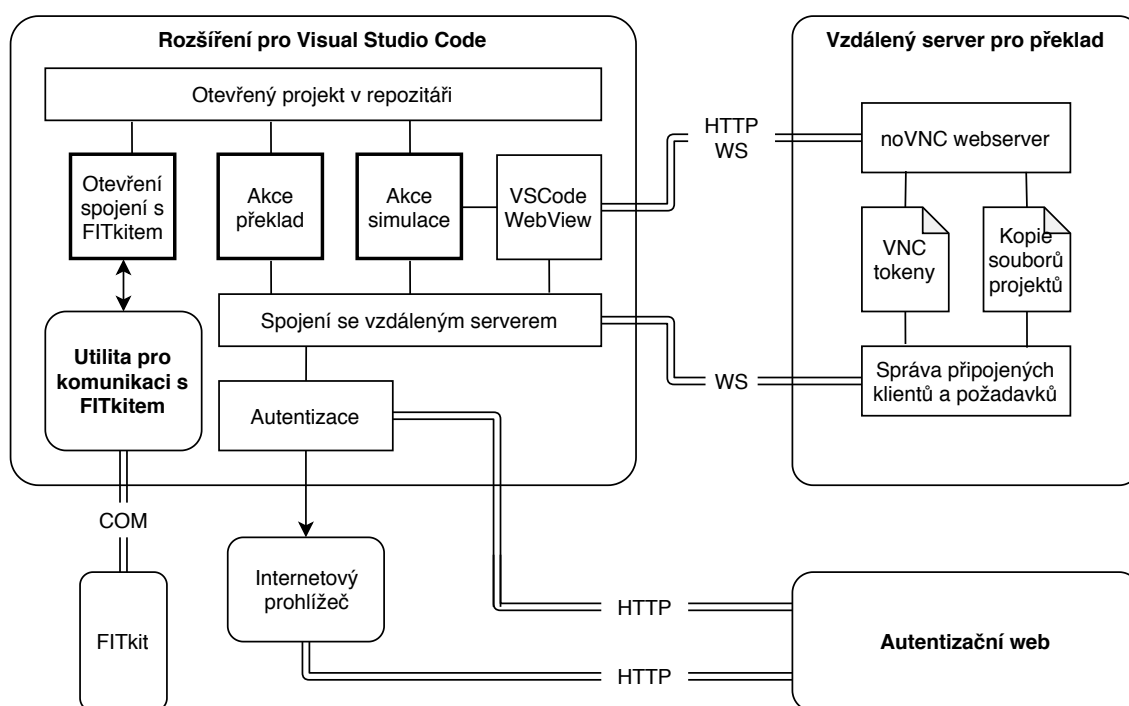 Rozšíření pro Visual Studio Code
Otevřený projekt v repozitáři
Otevření
spojení s
FITkitem
Akce
překlad
Akce
simulace
VSCode
WebView
Spojení se vzdáleným serverem
Utilita pro
komunikaci s
FITkitem
Autentizace
COM
FITkit
Internetový
prohlížeč
HTTP
WS
WS
HTTP
HTTP
Vzdálený server pro překlad
noVNC webserver
VNC
tokeny
Kopie
souborů
projektů
Správa připojených
klientů a požadavků
Autentizační web